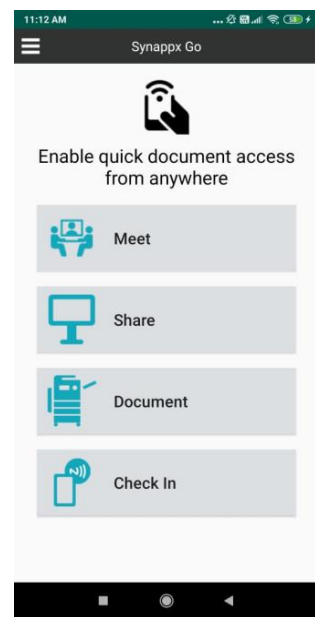 11:12 AM
Synappx Go
Enable quick document access
from anywhere
Meet
Share
Document
Check In